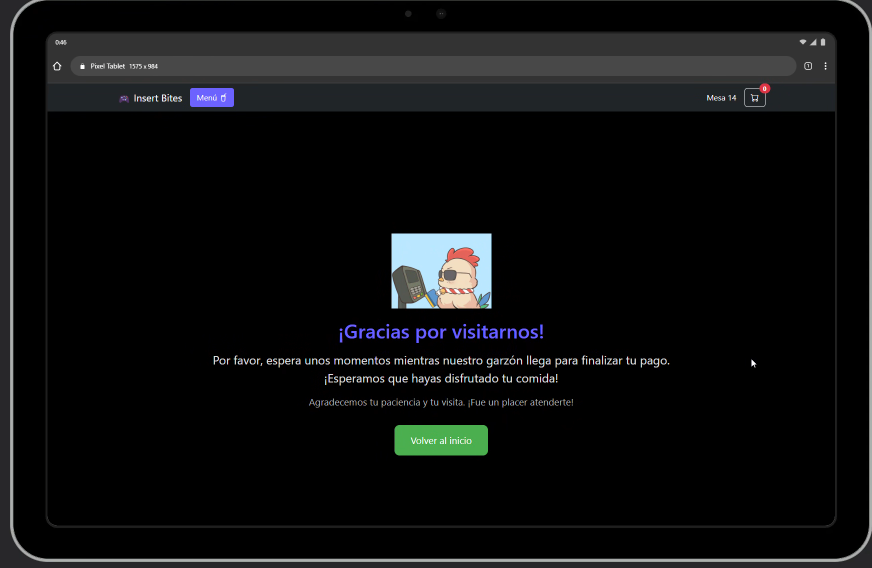 0:46
Pixel Tablet 1575 x 984
1
Insert Bites
Menú
Mesa 14
0
¡Gracias por visitarnos!
Por favor, espera unos momentos mientras nuestro garzón llega para finalizar tu pago.
¡Esperamos que hayas disfrutado tu comida!
Agradecemos tu paciencia y tu visita. ¡Fue un placer atenderte!
Volver al inicio